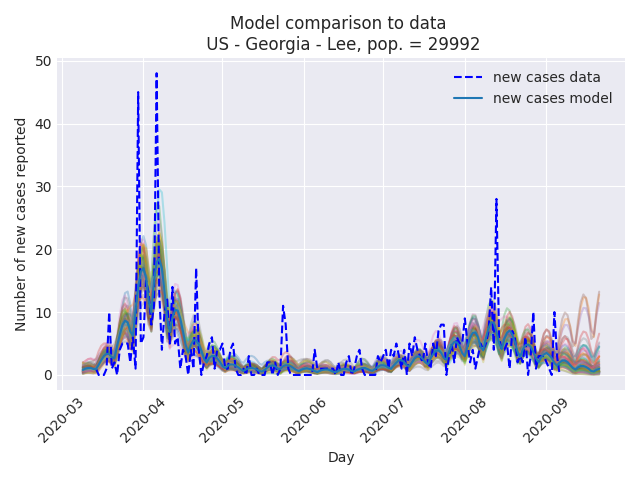 Model comparison to data
US - Georgia - Lee, pop. = 29992
new cases data
new cases model
Number of new cases reported
50
40
30
20
10
0
2020-03
2020-04
2020-05
2020-06
2020-07
2020-08
2020-09
Day